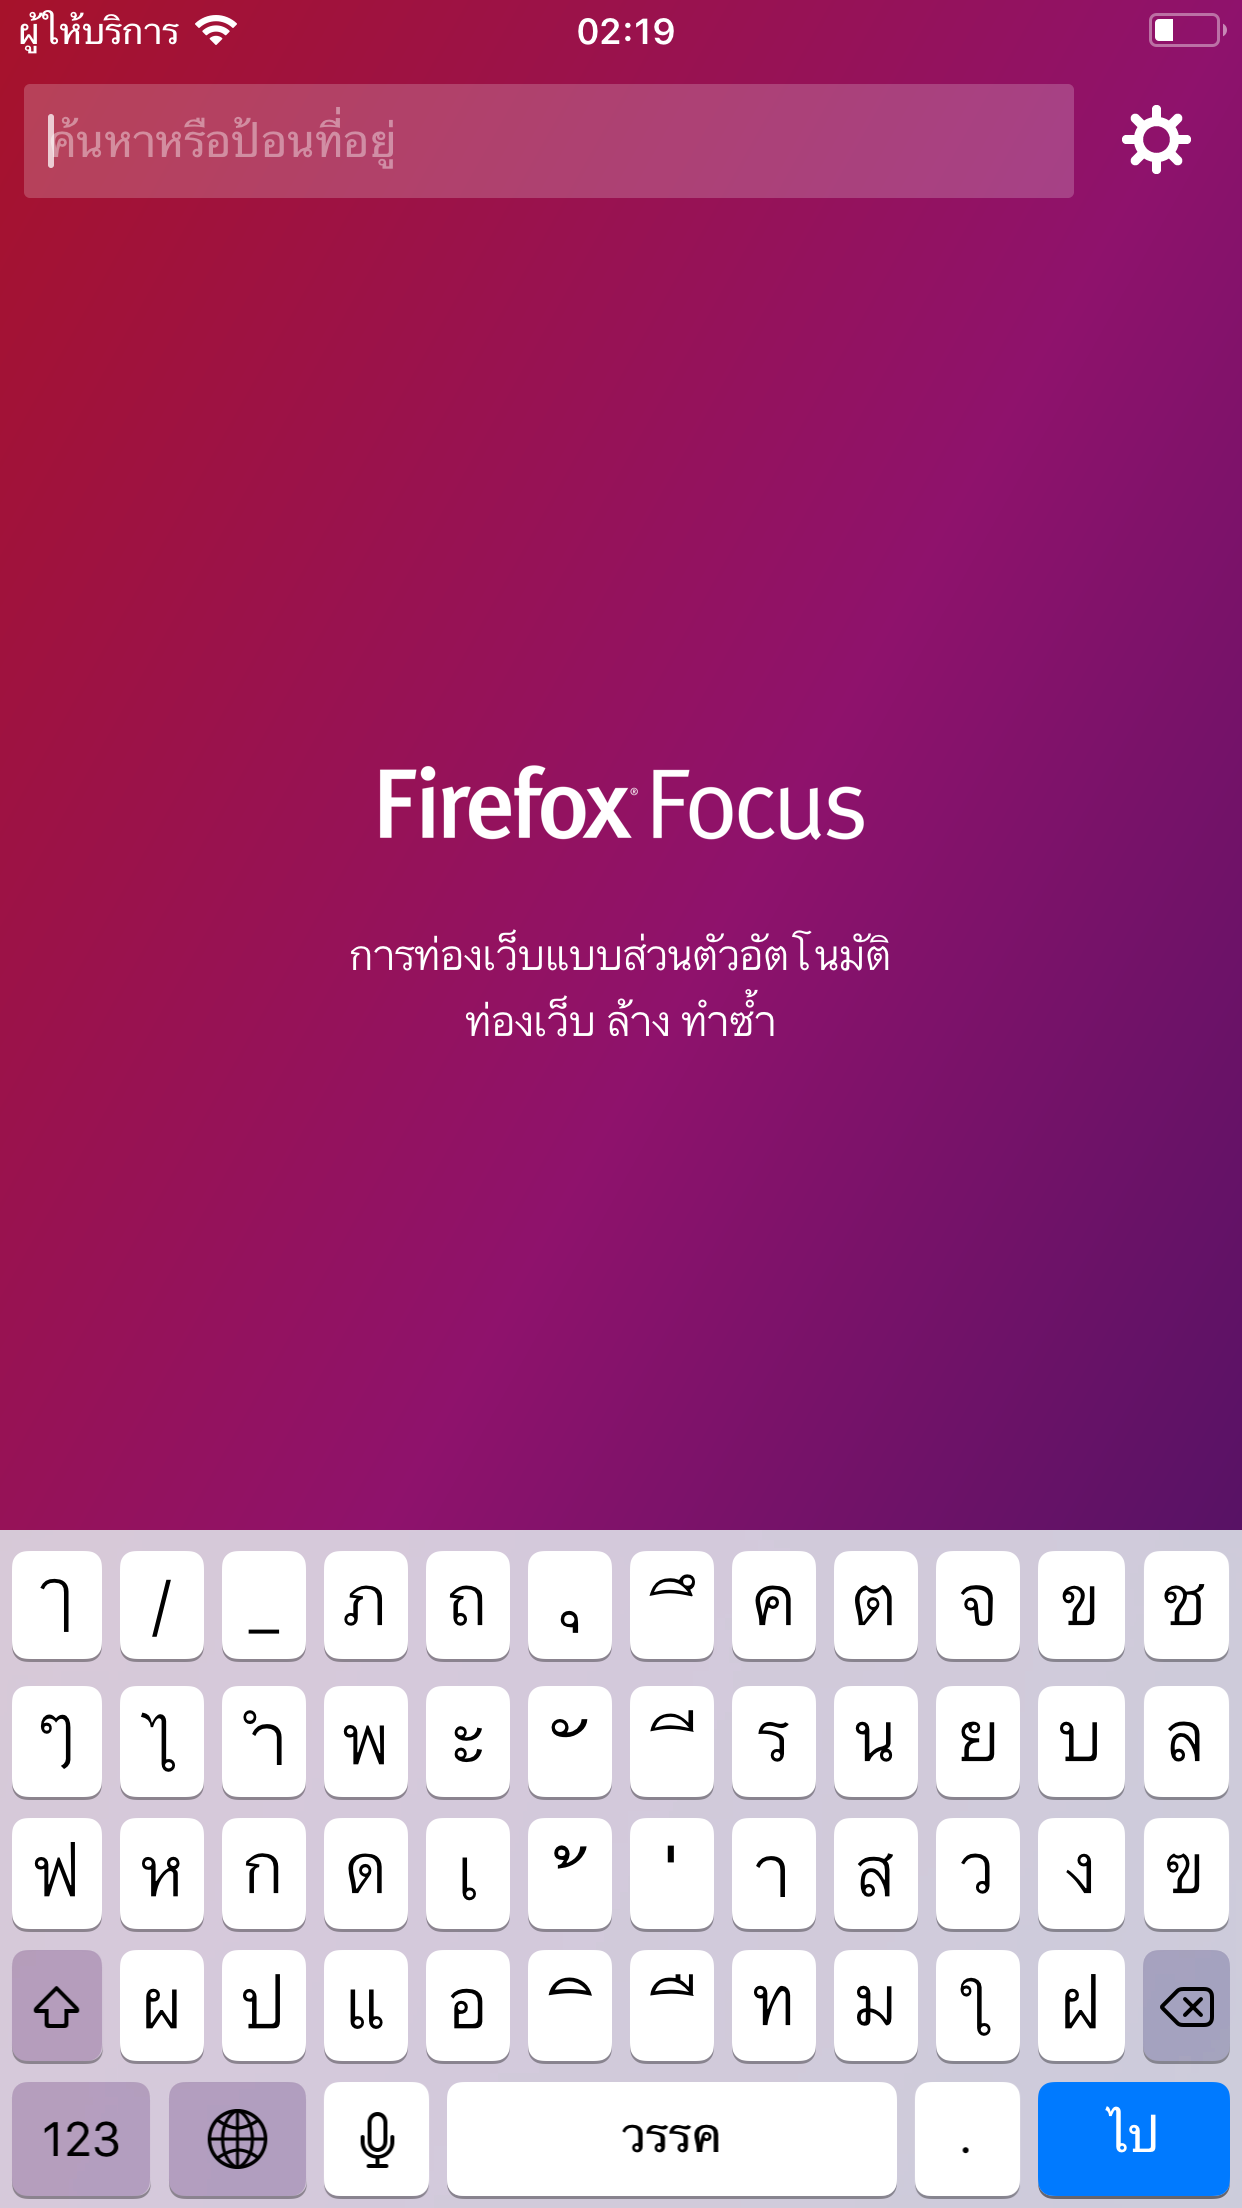 ผู้ให้บริการ 02:19
ค้นหาหรือป้อนที่อยู่
Firefox® Focus
การท่องเว็บแบบส่วนตัวอัตโนมัติ
ท่องเว็บ ล้าง ทำซ้ำ
ๅ / _ ภ ถ ุ ึ ค ต จ ข ช
ๆ ไ ำ พ ะ ั ี ร น ย บ ล
ฟ ห ก ด เ ้ ่ า ส ว ง ฃ
ผ ป แ อ ิ ื ท ม ใ ฝ
123 วรรค . ไป